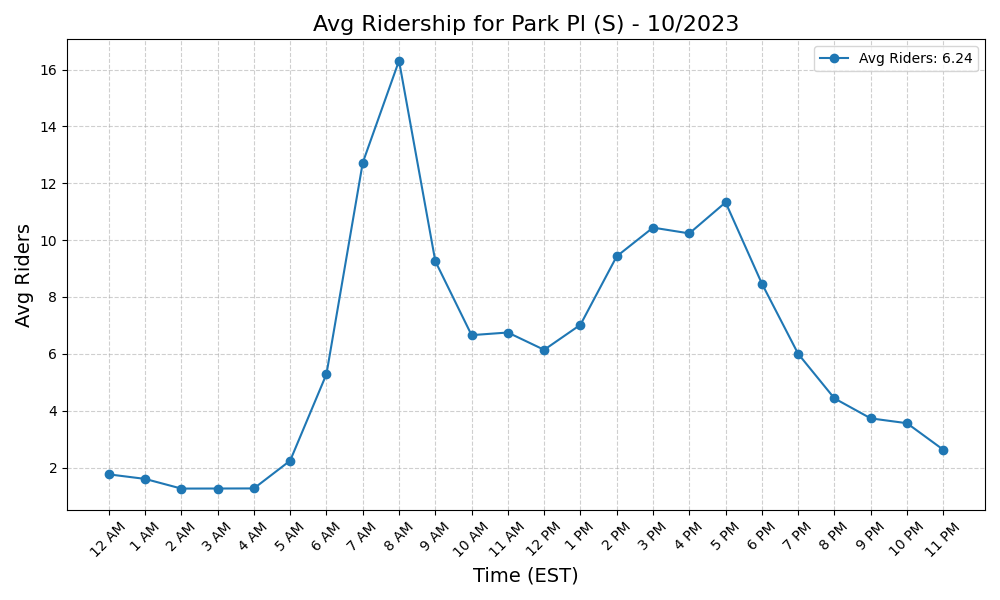 Avg Ridership for Park Pl (S) - 10/2023
Avg Riders: 6.24
Avg Riders
16
14
12
10
8
6
4
2
12 AM
1 AM
2 AM
3 AM
4 AM
5 AM
6 AM
7 AM
8 AM
9 AM
10 AM
11 AM
12 PM
1 PM
2 PM
3 PM
4 PM
5 PM
6 PM
7 PM
8 PM
9 PM
10 PM
11 PM
Time (EST)